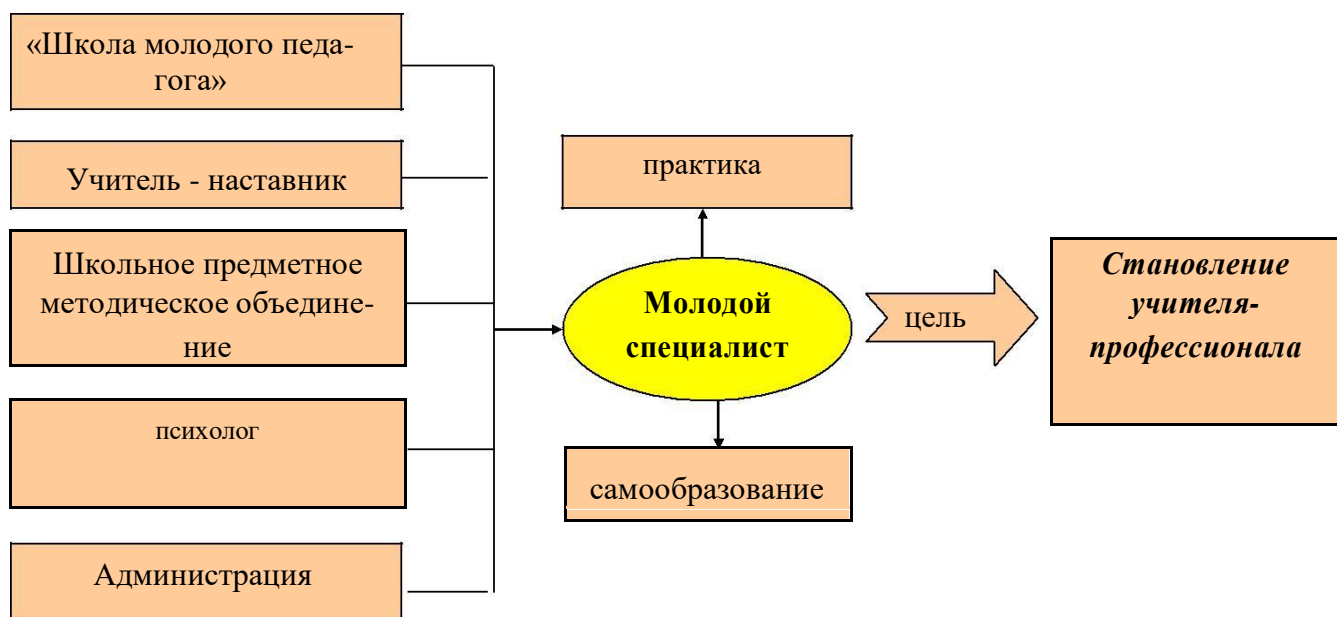 «Школа молодого педа-
гога»
Учитель - наставник
Школьное предметное
методическое объедине-
ние
психолог
Администрация
практика
Молодой
специалист
самообразование
цель
Становление
учителя-
профессионала